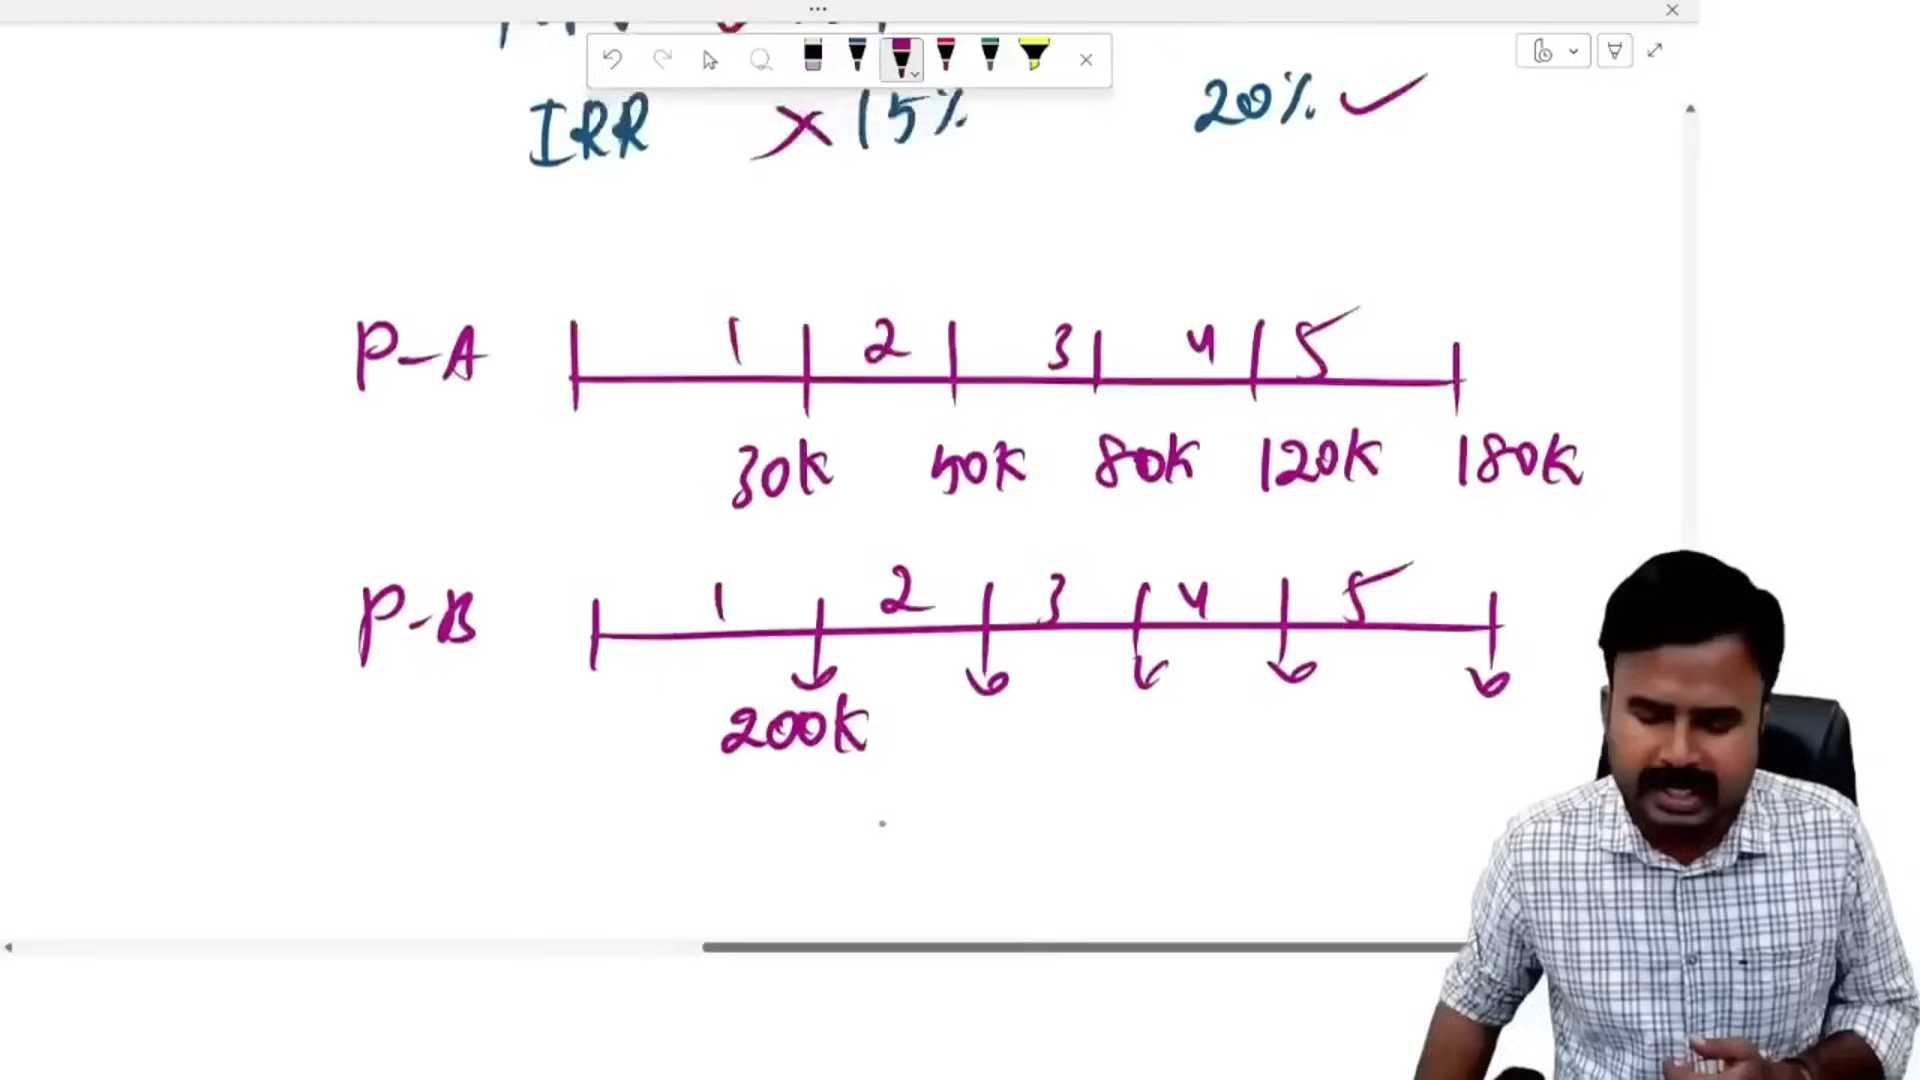 IRR × 15% 20% ✓
P-A 1 2 3 4 5
30K 50K 80K 120K 180K
P-B 1 2 3 4 5
200K